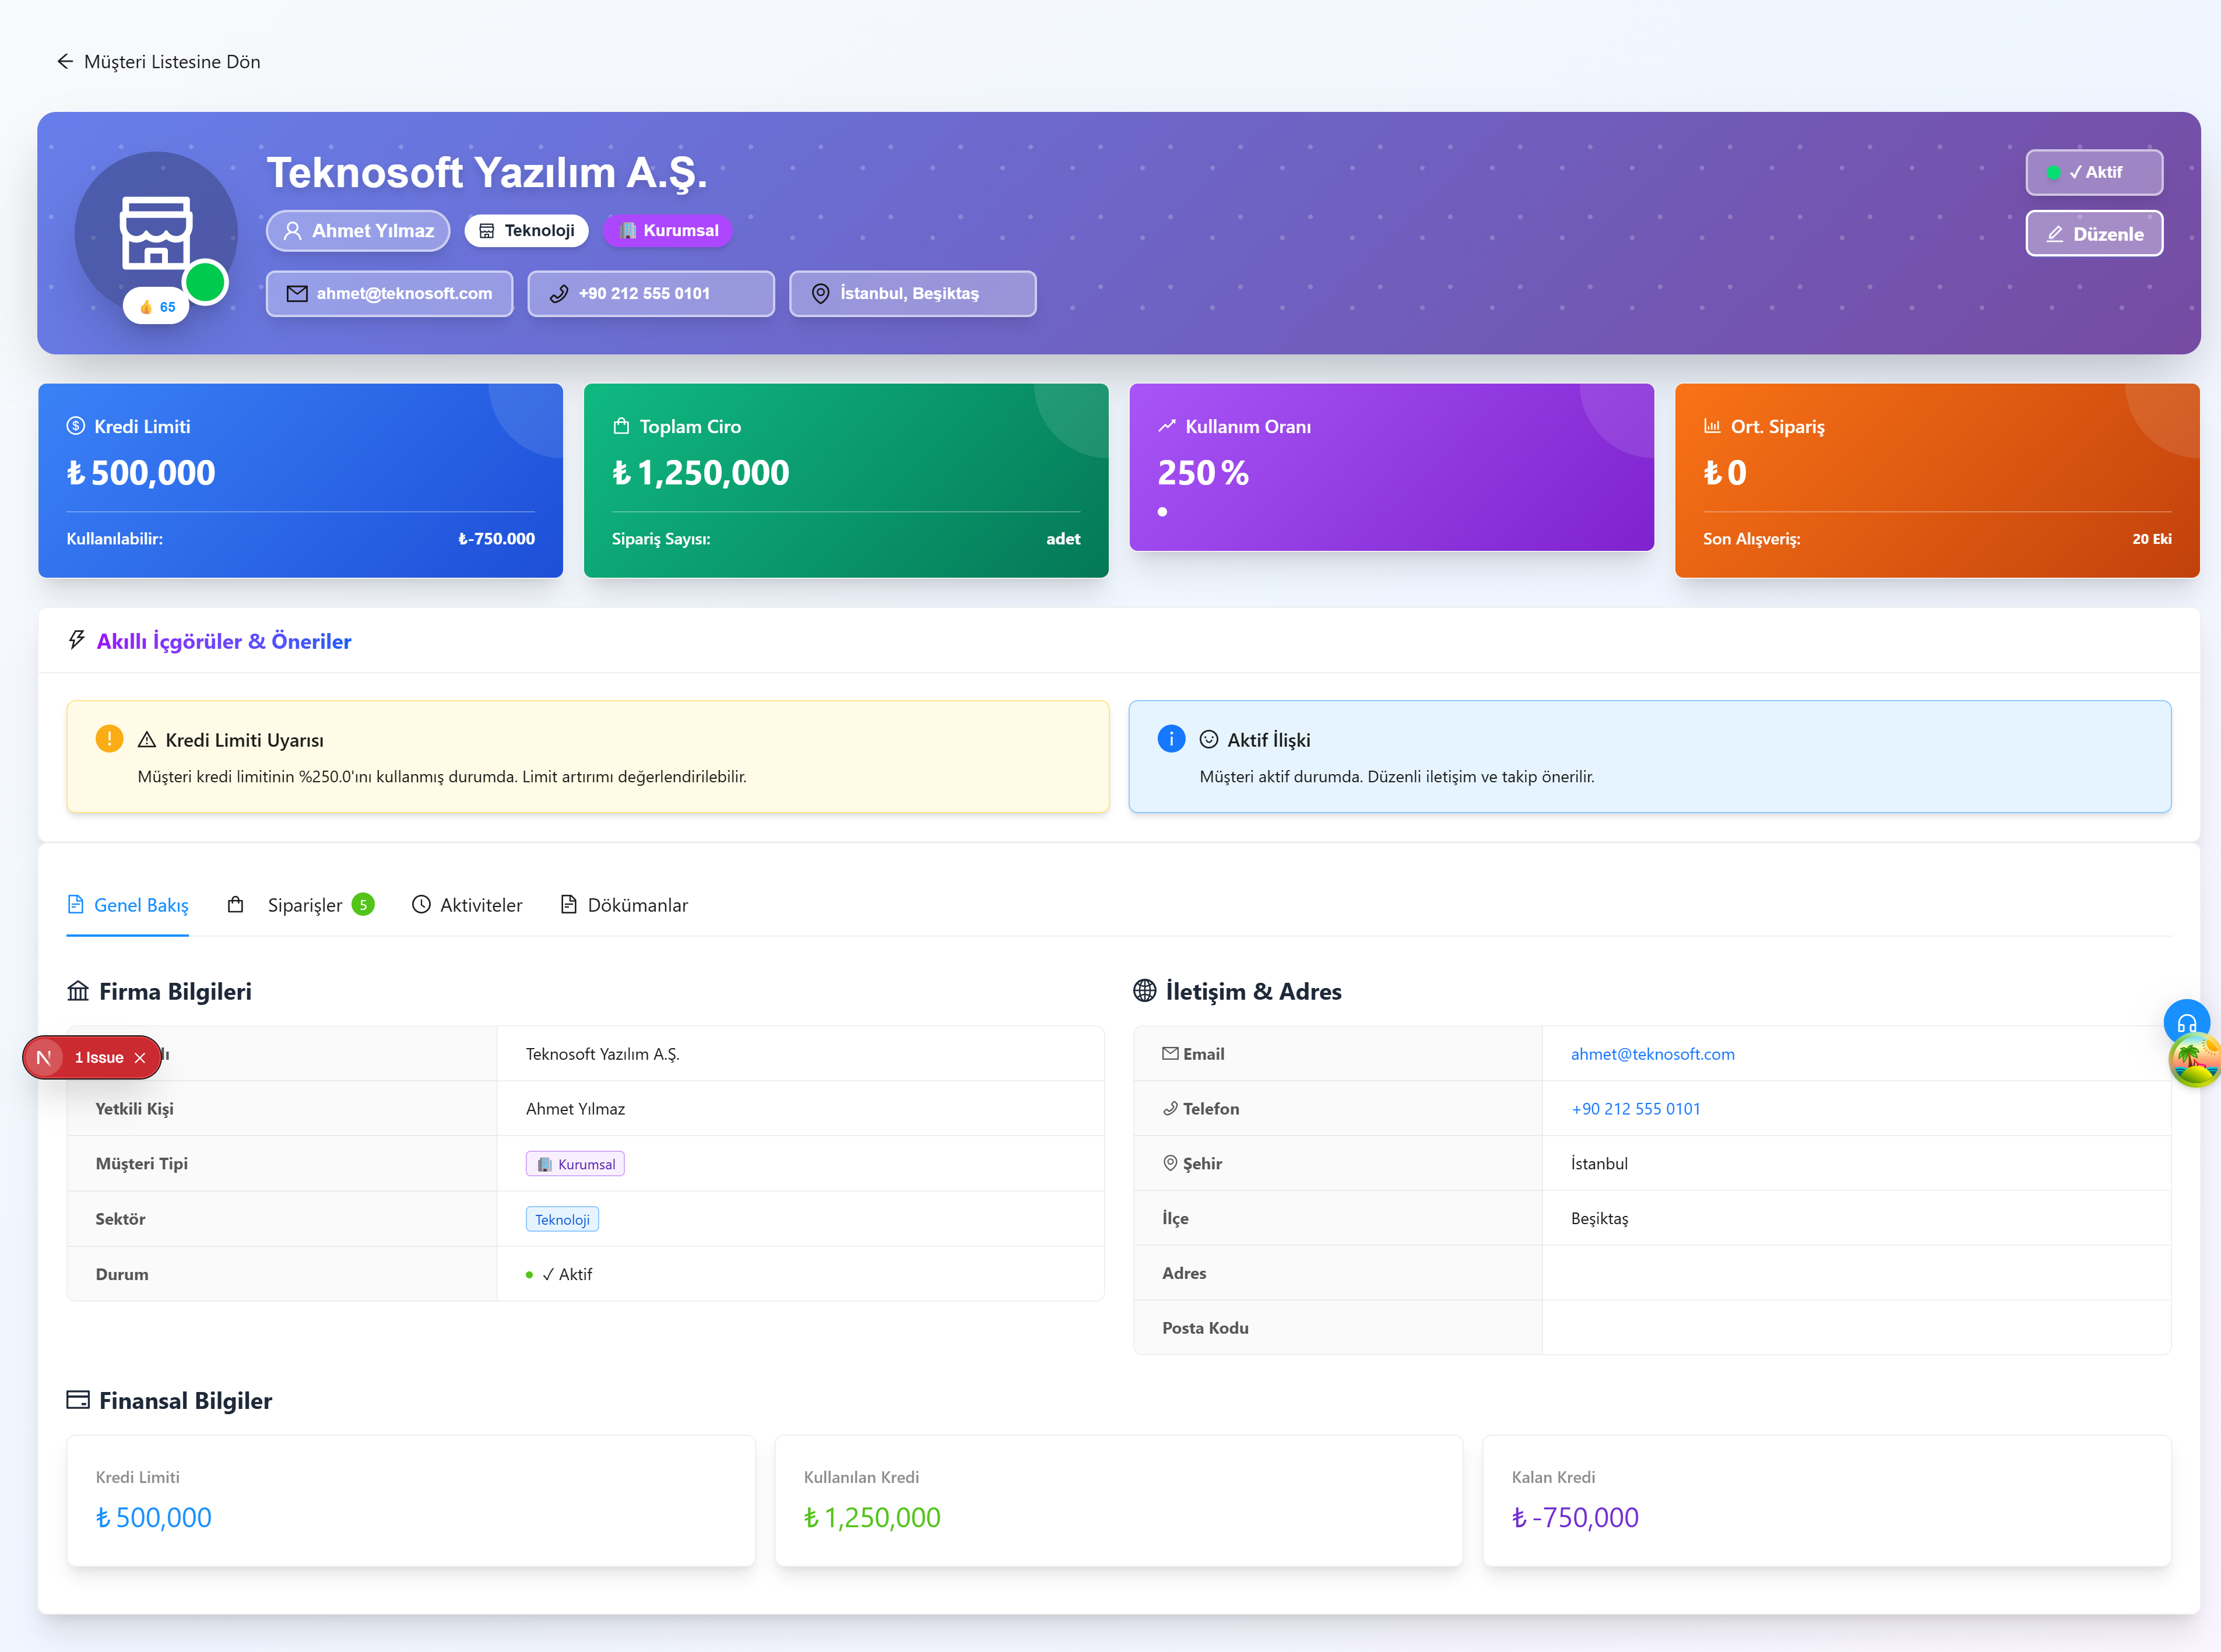 Müşteri Listesine Dön
Teknosoft Yazılım A.Ş.
✓ Aktif
Ahmet Yılmaz
Teknoloji
Kurumsal
Düzenle
65
ahmet@teknosoft.com
+90 212 555 0101
İstanbul, Beşiktaş
Kredi Limiti
₺ 500,000
Kullanılabilir: ₺-750.000
Toplam Ciro
₺ 1,250,000
Sipariş Sayısı: adet
Kullanım Oranı
250 %
Ort. Sipariş
₺ 0
Son Alışveriş: 20 Eki
Akıllı İçgörüler & Öneriler
Kredi Limiti Uyarısı
Müşteri kredi limitinin %250.0'ını kullanmış durumda. Limit artırımı değerlendirilebilir.
Aktif İlişki
Müşteri aktif durumda. Düzenli iletişim ve takip önerilir.
Genel Bakış
Siparişler 5
Aktiviteler
Dökümanlar
Firma Bilgileri
N 1 Issue
Teknosoft Yazılım A.Ş.
Yetkili Kişi Ahmet Yılmaz
Müşteri Tipi Kurumsal
Sektör Teknoloji
Durum ✓ Aktif
İletişim & Adres
Email ahmet@teknosoft.com
Telefon +90 212 555 0101
Şehir İstanbul
İlçe Beşiktaş
Adres
Posta Kodu
Finansal Bilgiler
Kredi Limiti
₺ 500,000
Kullanılan Kredi
₺ 1,250,000
Kalan Kredi
₺ -750,000